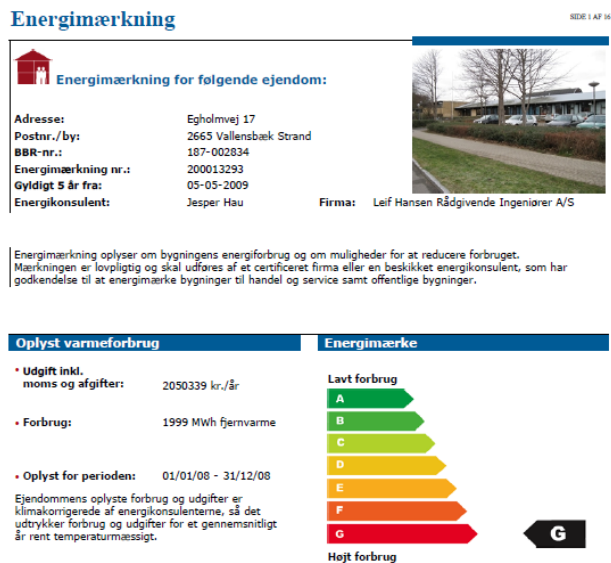 Energimærkning
SIDE 1 AF 16
Energimærkning for følgende ejendom:
Adresse: Egholmvej 17
Postnr./by: 2665 Vallensbæk Strand
BBR-nr.: 187-002834
Energimærkning nr.: 200013293
Gyldigt 5 år fra: 05-05-2009
Energikonsulent: Jesper Hau Firma: Leif Hansen Rådgivende Ingeniører A/S
Energimærkning oplyser om bygningens energiforbrug og om muligheder for at reducere forbruget.
Mærkningen er lovpligtig og skal udføres af et certificeret firma eller en beskikket energikonsulent, som har
godkendelse til at energimærke bygninger til handel og service samt offentlige bygninger.
Oplyst varmeforbrug
• Udgift inkl.
moms og afgifter: 2050339 kr./år
• Forbrug: 1999 MWh fjernvarme
• Oplyst for perioden: 01/01/08 - 31/12/08
Ejendommens oplyste forbrug og udgifter er
klimakorrigerede af energikonsulenterne, så det
udtrykker forbrug og udgifter for et gennemsnitligt
år rent temperaturmæssigt.
Energimærke
Lavt forbrug
A
B
C
D
E
F
G
G
Højt forbrug